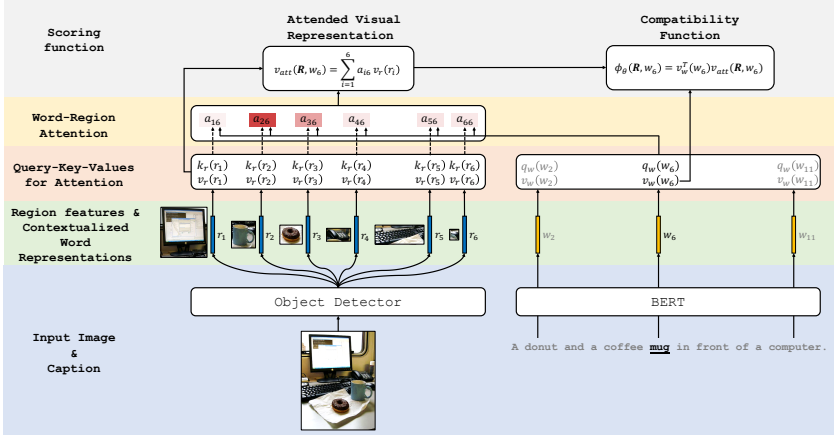 Scoring
function
Attended Visual
Representation
v_att(R, w_6) = ∑_{i=1}^{6} a_{i6} v_r(r_i)
Compatibility
Function
ϕ_θ(R, w_6) = v_w^T(w_6)v_att(R, w_6)
Word-Region
Attention
a_16 a_26 a_36 a_46 a_56 a_66
Query-Key-Values
for Attention
k_r(r_1) k_r(r_2) k_r(r_3) k_r(r_4) k_r(r_5) k_r(r_6)
v_r(r_1) v_r(r_2) v_r(r_3) v_r(r_4) v_r(r_5) v_r(r_6)
q_w(w_2) q_w(w_6) q_w(w_11)
v_w(w_2) v_w(w_6) v_w(w_11)
Region features &
Contextualized
Word
Representations
r_1 r_2 r_3 r_4 r_5 r_6
w_2 w_6 w_11
Object Detector
BERT
Input Image
&
Caption
A donut and a coffee mug in front of a computer.